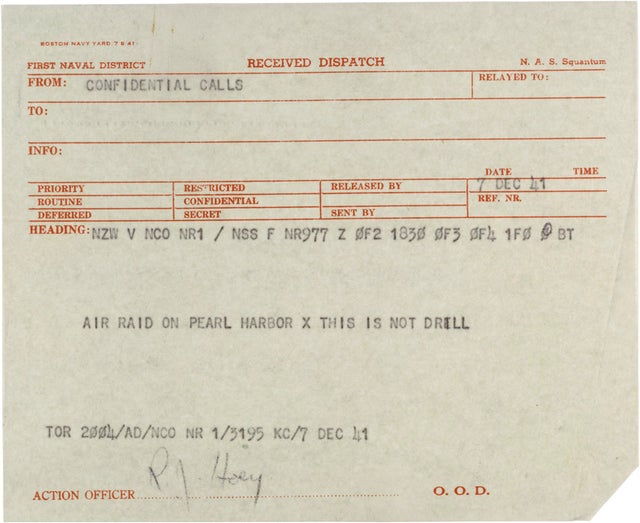 BOSTON NAVY YARD 7 8 41
FIRST NAVAL DISTRICT RECEIVED DISPATCH N. A. S. Squantum
FROM: CONFIDENTIAL CALLS RELAYED TO:
TO:
INFO:
DATE TIME
PRIORITY RESTRICTED RELEASED BY 7 DEC 41
ROUTINE CONFIDENTIAL REF. NR.
DEFERRED SECRET SENT BY
HEADING: NZW V NCO NR1 / NSS F NR977 Z ØF2 183Ø ØF3 ØF4 1FØ Ø BT
AIR RAID ON PEARL HARBOR X THIS IS NOT DRILL
TOR 2ØØ4/AD/NCO NR 1/3195 KC/7 DEC 41
R. J. Hoey
ACTION OFFICER O. O. D.